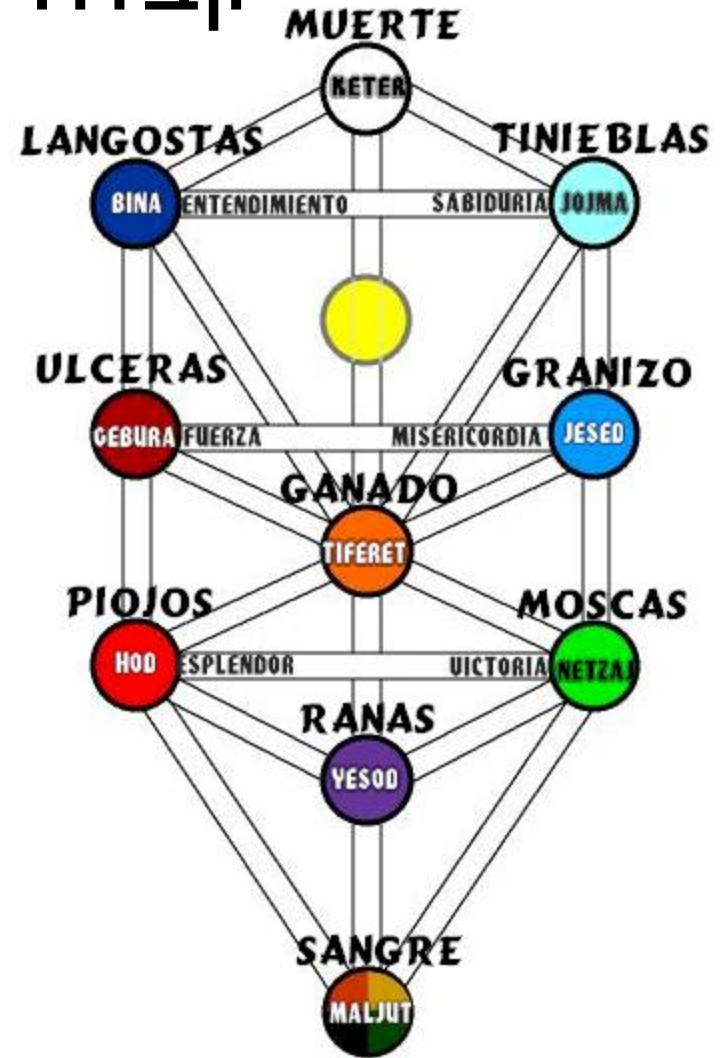 MUERTE
KETER
LANGOSTAS
TINIEBLAS
BINA
ENTENDIMIENTO
SABIDURIA
JOJMA
ULCERAS
GRANIZO
GEBURA
FUERZA
MISERICORDIA
JESED
GANADO
TIFERET
PIOJOS
MOSCAS
HOD
ESPLENDOR
VICTORIA
NETZAJ
RANAS
YESOD
SANGRE
MALJUT